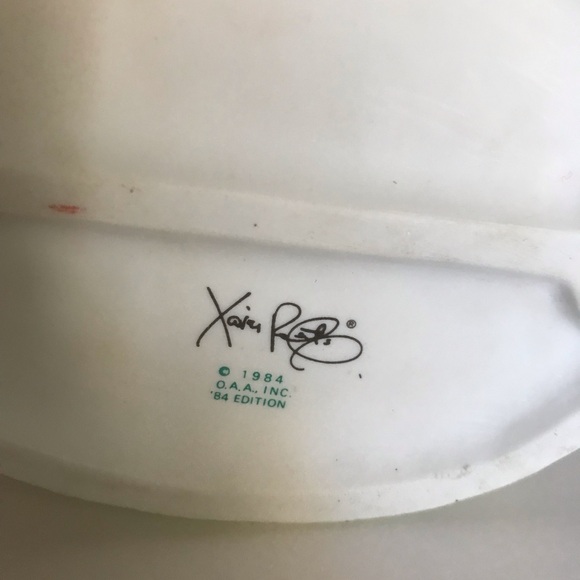 Xavier Roberts ®
© 1984
O.A.A., INC.
'84 EDITION